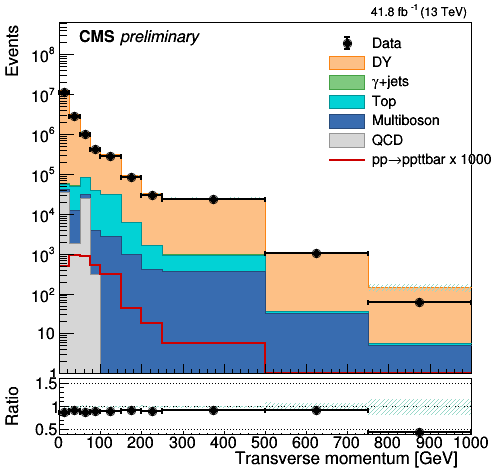 41.8 fb⁻¹ (13 TeV)
CMS preliminary
Events
Data
DY
γ+jets
Top
Multiboson
QCD
pp→ppttbar x 1000
10⁸
10⁷
10⁶
10⁵
10⁴
10³
10²
10
1
Ratio
1.5
1
0.5
0 100 200 300 400 500 600 700 800 900 1000
Transverse momentum [GeV]